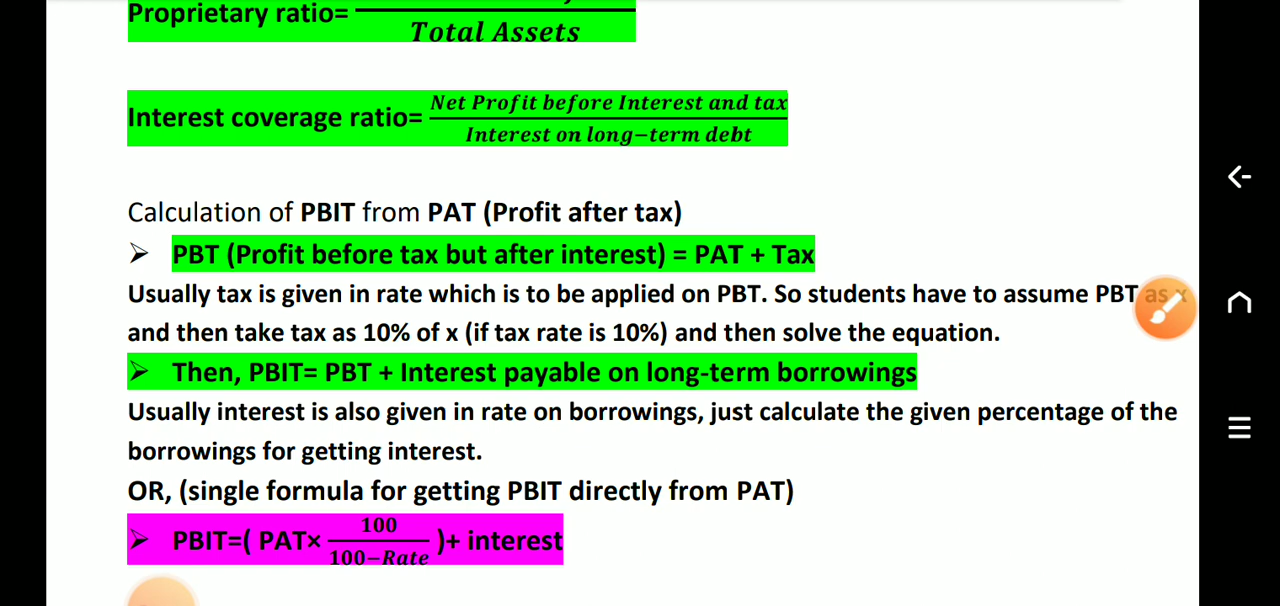 Proprietary ratio=
Total Assets
Interest coverage ratio= Net Profit before Interest and tax
Interest on long−term debt
Calculation of PBIT from PAT (Profit after tax)
➢ PBT (Profit before tax but after interest) = PAT + Tax
Usually tax is given in rate which is to be applied on PBT. So students have to assume PBT as x
and then take tax as 10% of x (if tax rate is 10%) and then solve the equation.
➢ Then, PBIT= PBT + Interest payable on long-term borrowings
Usually interest is also given in rate on borrowings, just calculate the given percentage of the
borrowings for getting interest.
OR, (single formula for getting PBIT directly from PAT)
➢ PBIT=( PAT× 100
100−Rate )+ interest